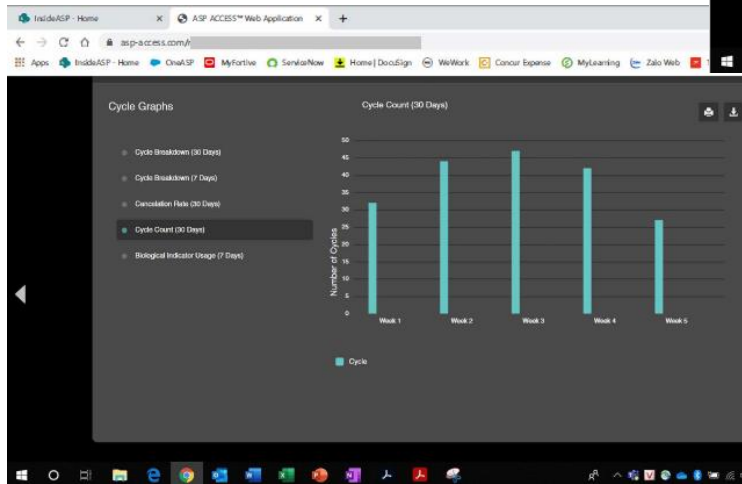 InsideASP - Home
ASP ACCESS™ Web Application
asp-access.com/
Apps InsideASP - Home OneASP MyFortive ServiceNow Home | DocuSign WeWork Concur Expense MyLearning Zalo Web
Cycle Graphs
Cycle Breakdown (30 Days)
Cycle Breakdown (7 Days)
Cancelation Rate (30 Days)
Cycle Count (30 Days)
Biological Indicator Usage (7 Days)
Cycle Count (30 Days)
Number of Cycles
50
45
40
35
30
25
20
15
10
5
0
Week 1 Week 2 Week 3 Week 4 Week 5
Cycle